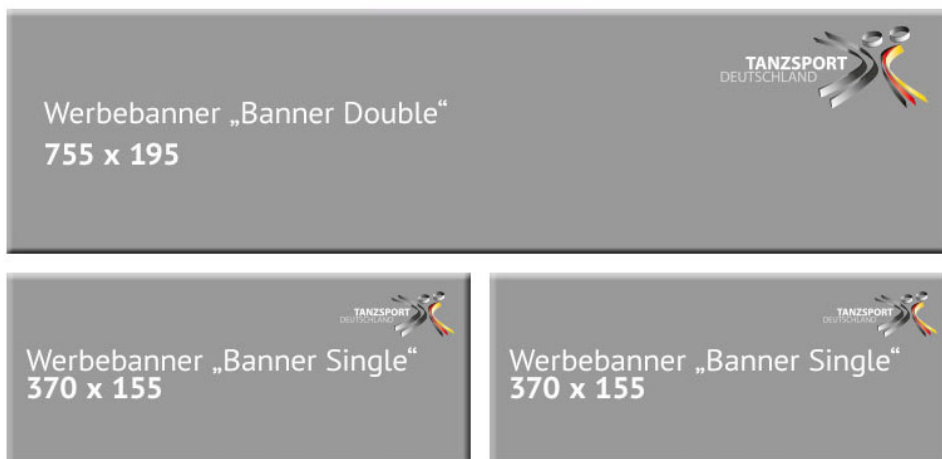 TANZSPORT
DEUTSCHLAND
Werbebanner „Banner Double“
755 x 195
TANZSPORT
DEUTSCHLAND
Werbebanner „Banner Single“
370 x 155
TANZSPORT
DEUTSCHLAND
Werbebanner „Banner Single“
370 x 155